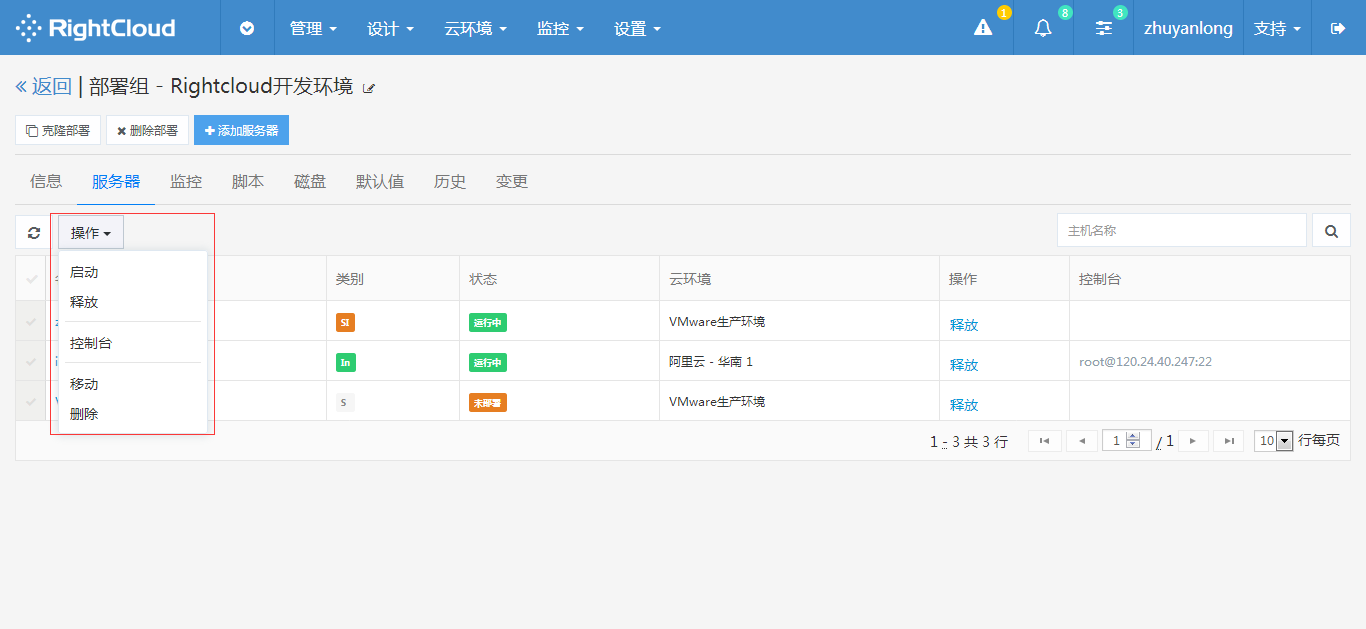 RightCloud 管理 设计 云环境 监控 设置 1 8 3 zhuyanlong 支持
返回 | 部署组 - Rightcloud开发环境
克隆部署 删除部署 添加服务器
信息 服务器 监控 脚本 磁盘 默认值 历史 变更
操作 主机名称
启动
释放
控制台
移动
删除
类别 状态 云环境 操作 控制台
SI 运行中 VMware生产环境 释放
In 运行中 阿里云 - 华南 1 释放 root@120.24.40.247:22
S 未部署 VMware生产环境 释放
1 - 3 共 3 行 1 / 1 10 行每页